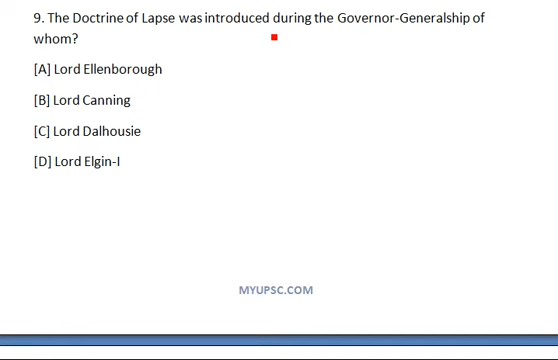 9. The Doctrine of Lapse was introduced during the Governor-Generalship of
whom?
[A] Lord Ellenborough
[B] Lord Canning
[C] Lord Dalhousie
[D] Lord Elgin-I
MYUPSC.COM